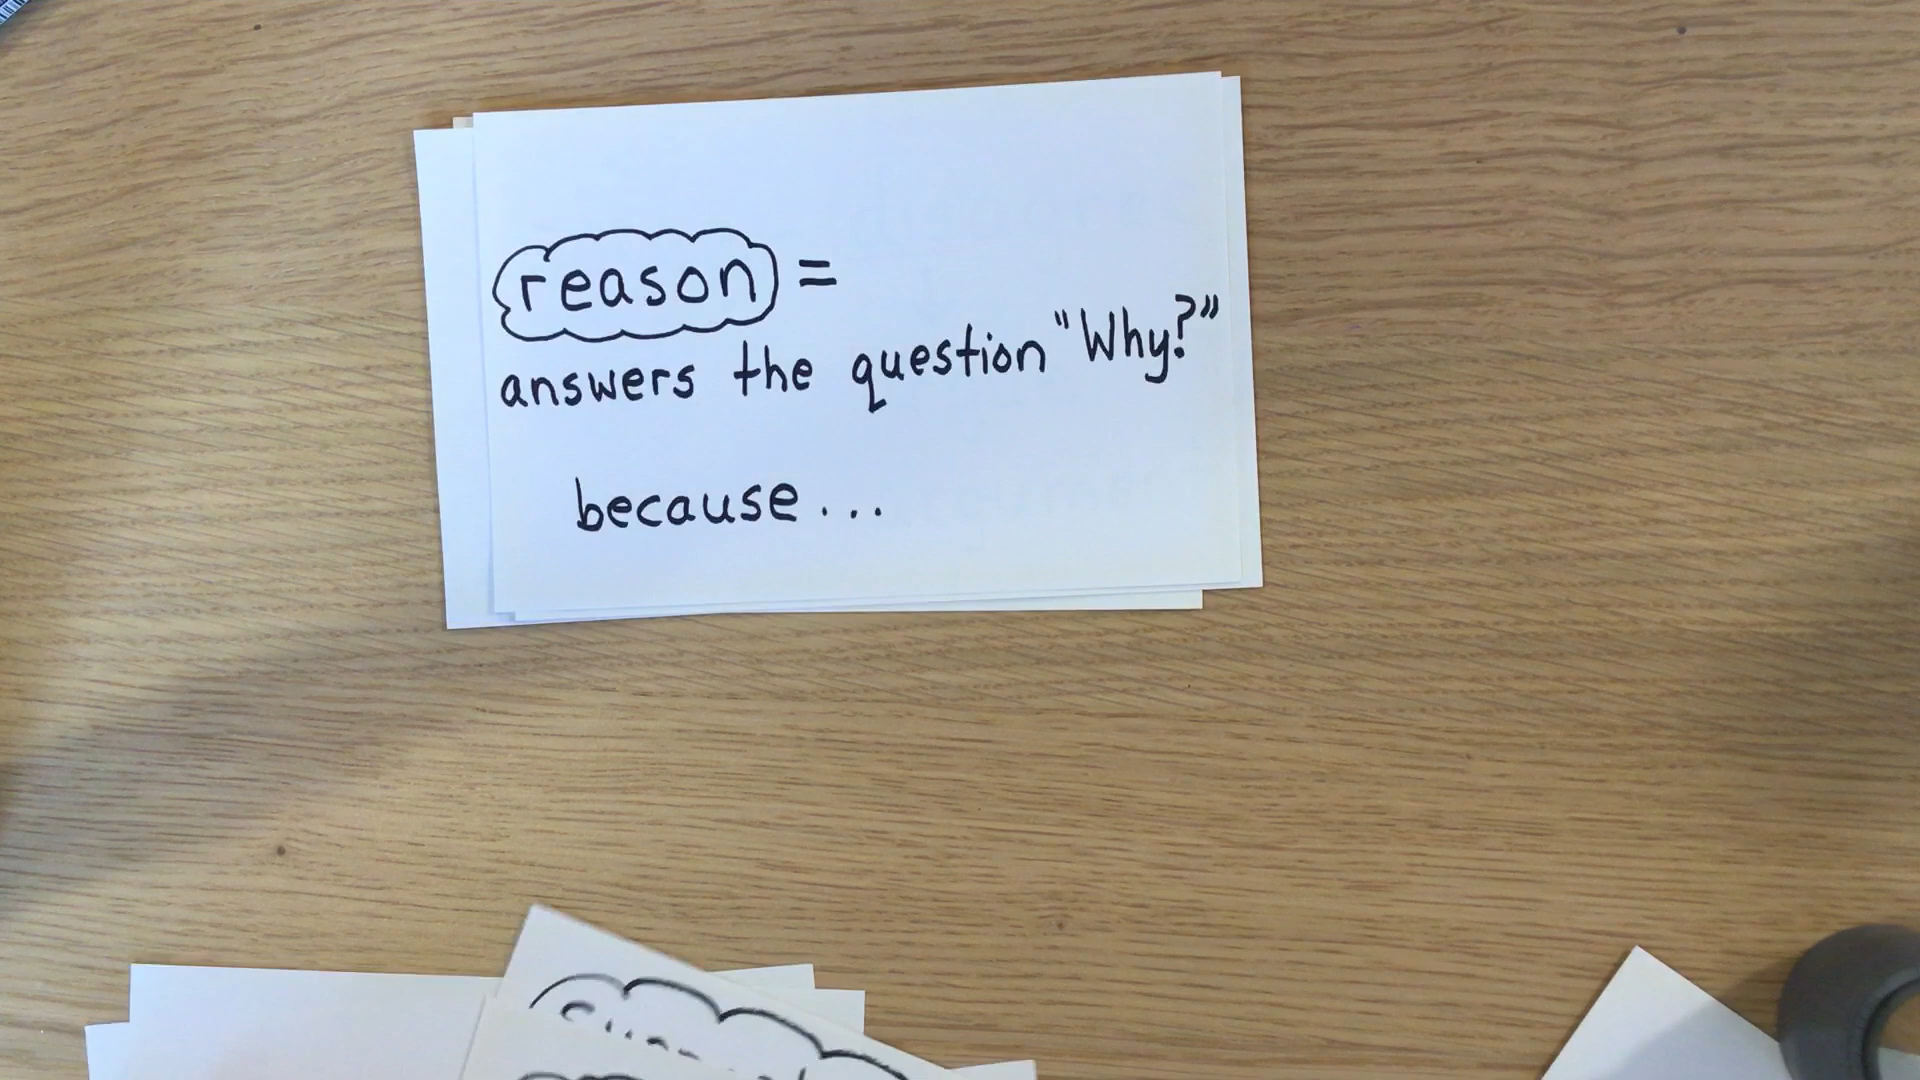 reason =
answers the question "Why?"
because...